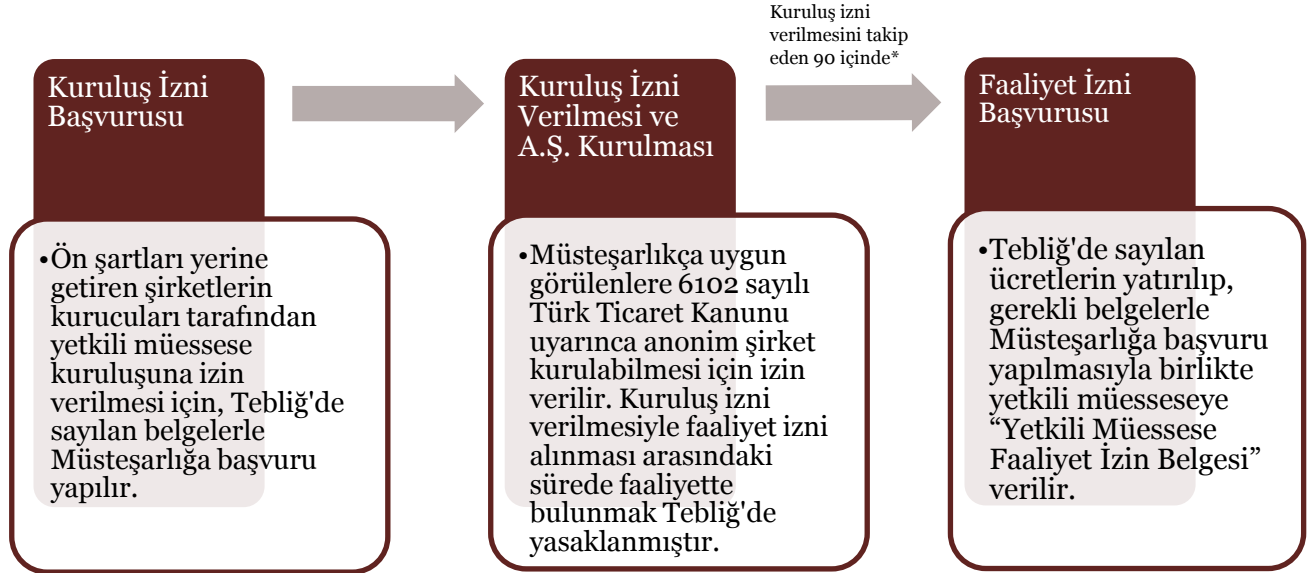 Kuruluş İzni
Başvurusu
•Ön şartları yerine
getiren şirketlerin
kurucuları tarafından
yetkili müessese
kuruluşuna izin
verilmesi için, Tebliğ'de
sayılan belgelerle
Müsteşarlığa başvuru
yapılır.
Kuruluş İzni
Verilmesi ve
A.Ş. Kurulması
•Müsteşarlıkça uygun
görülenlere 6102 sayılı
Türk Ticaret Kanunu
uyarınca anonim şirket
kurulabilmesi için izin
verilir. Kuruluş izni
verilmesiyle faaliyet izni
alınması arasındaki
sürede faaliyette
bulunmak Tebliğ'de
yasaklanmıştır.
Kuruluş izni
verilmesini takip
eden 90 içinde*
Faaliyet İzni
Başvurusu
•Tebliğ'de sayılan
ücretlerin yatırılıp,
gerekli belgelerle
Müsteşarlığa başvuru
yapılmasıyla birlikte
yetkili müesseseye
“Yetkili Müessese
Faaliyet İzin Belgesi”
verilir.